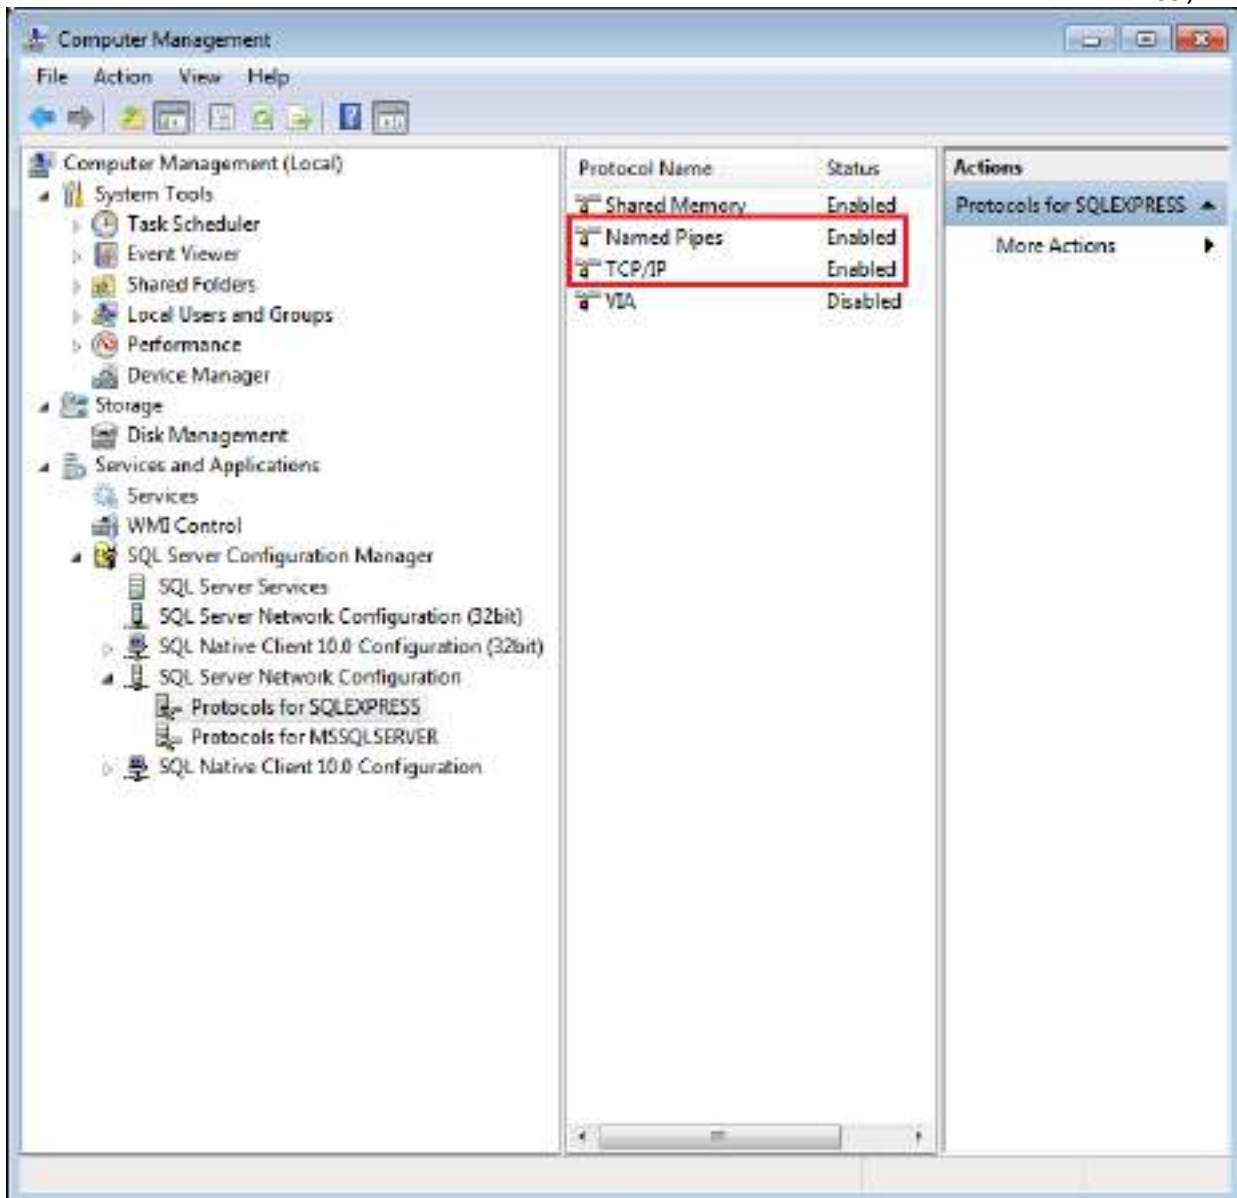 Computer Management
File Action View Help
Computer Management (Local)
System Tools
Task Scheduler
Event Viewer
Shared Folders
Local Users and Groups
Performance
Device Manager
Storage
Disk Management
Services and Applications
Services
WMI Control
SQL Server Configuration Manager
SQL Server Services
SQL Server Network Configuration (32bit)
SQL Native Client 10.0 Configuration (32bit)
SQL Server Network Configuration
Protocols for SQLEXPRESS
Protocols for MSSQLSERVER
SQL Native Client 10.0 Configuration
Protocol Name Status
Shared Memory Enabled
Named Pipes Enabled
TCP/IP Enabled
VIA Disabled
Actions
Protocols for SQLEXPRESS
More Actions